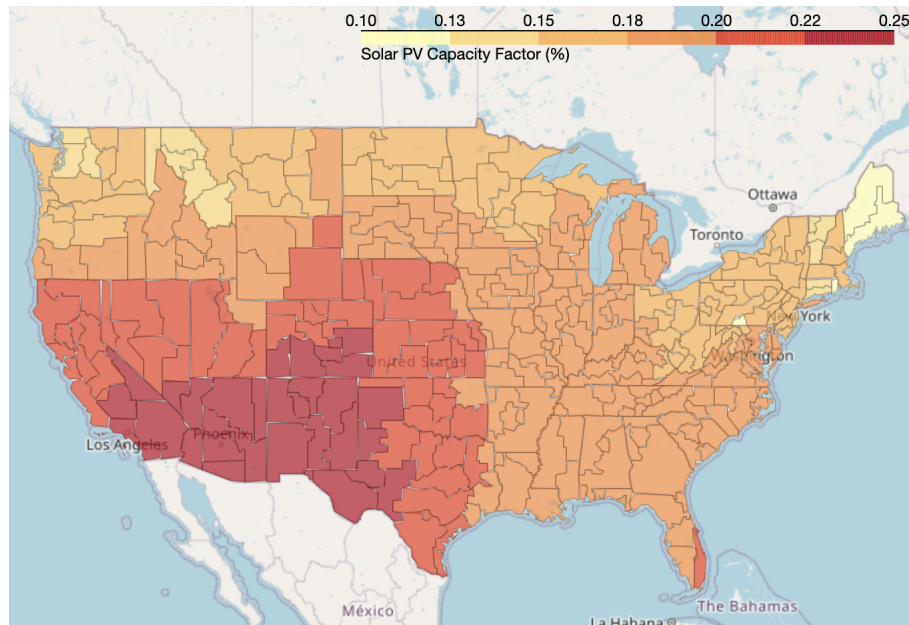 0.10 0.13 0.15 0.18 0.20 0.22 0.25
Solar PV Capacity Factor (%)
Ottawa
Toronto
New York
United States
Washington
Los Angeles
Phoenix
México
The Bahamas
La Habana